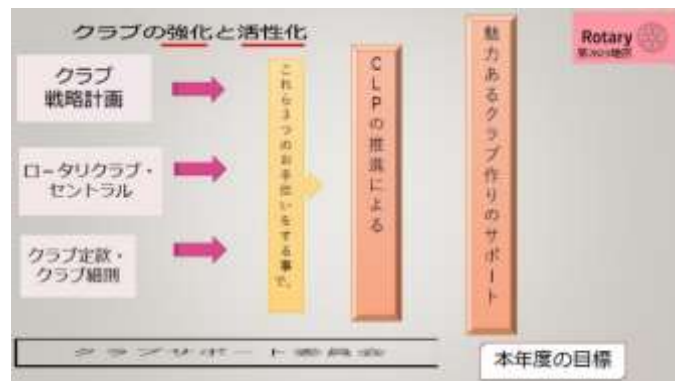 クラブの強化と活性化
Rotary
クラブ
戦略計画
ロータリクラブ・
セントラル
クラブ定款・
クラブ細則
これら3つのお手伝いをする事で、
CLPの推進による
魅力あるクラブ作りのサポート
クラブサポート委員会
本年度の目標